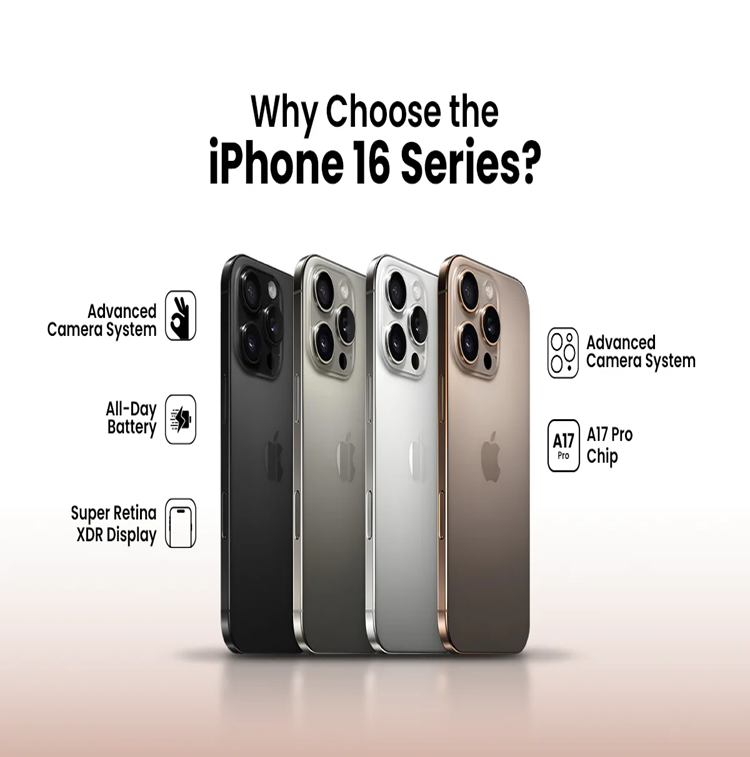 Why Choose the
iPhone 16 Series?
Advanced
Camera System
All-Day
Battery
Super Retina
XDR Display
Advanced
Camera System
A17
Pro
A17 Pro
Chip